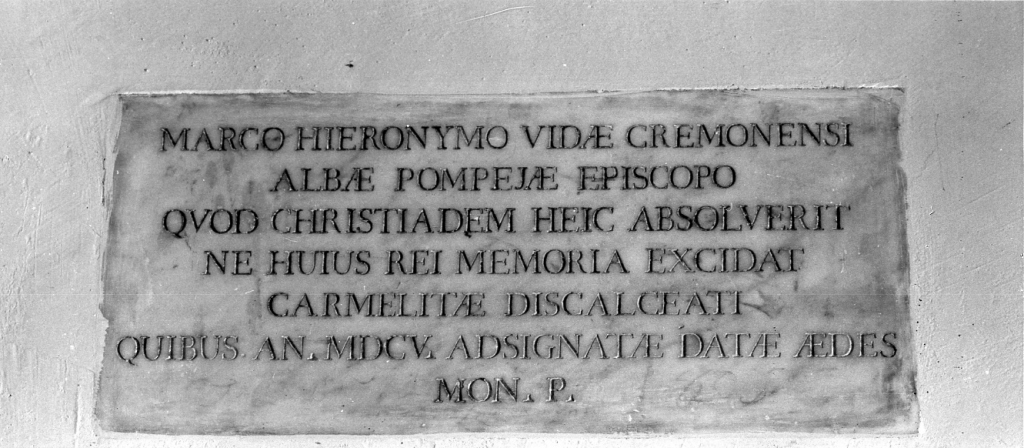 MARCO HIERONYMO VIDÆ CREMONENSI
ALBÆ POMPEJÆ EPISCOPO
QVOD CHRISTIADEM HEIC ABSOLVERIT
NE HUIUS REI MEMORIA EXCIDAT
CARMELITÆ DISCALCEATI
QUIBUS AN. MDCV. ADSIGNATÆ DATÆ ÆDES
MON. P.